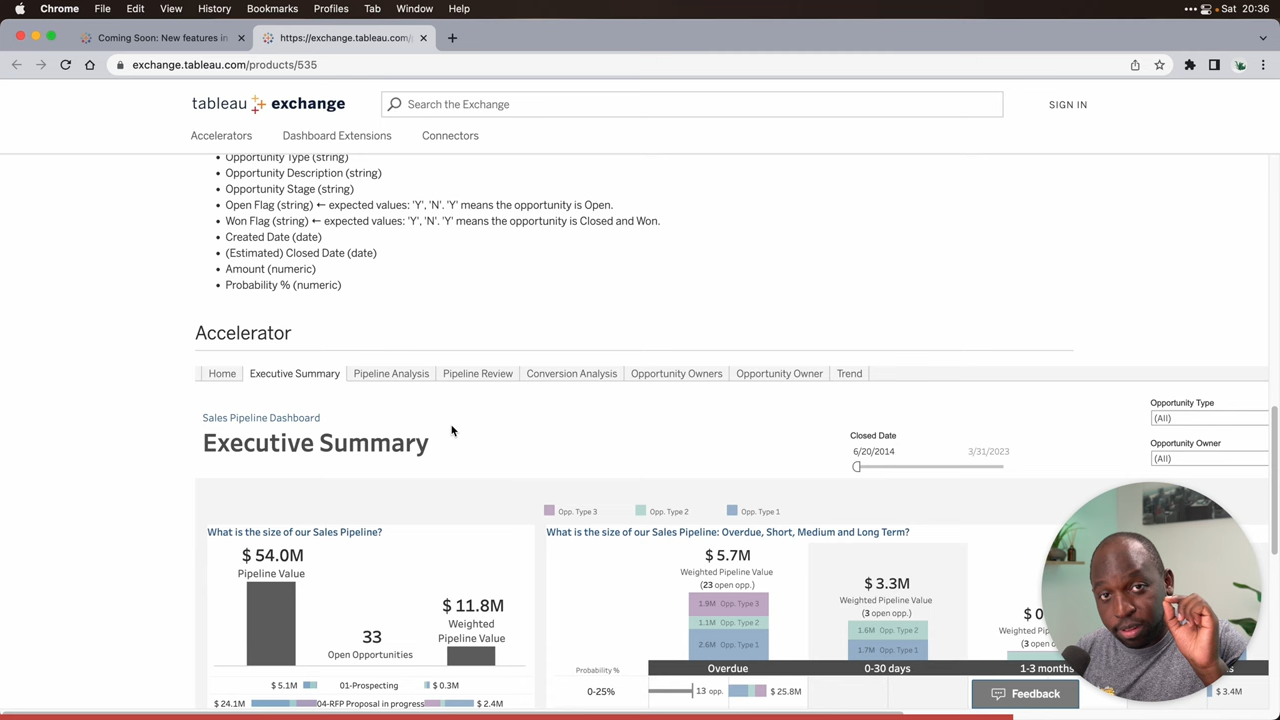 Chrome File Edit View History Bookmarks Profiles Tab Window Help Sat 20:36
Coming Soon: New features in https://exchange.tableau.com/
exchange.tableau.com/products/535
tableau exchange Search the Exchange SIGN IN
Accelerators Dashboard Extensions Connectors
• Opportunity Type (string)
• Opportunity Description (string)
• Opportunity Stage (string)
• Open Flag (string) ← expected values: 'Y', 'N'. 'Y' means the opportunity is Open.
• Won Flag (string) ← expected values: 'Y', 'N'. 'Y' means the opportunity is Closed and Won.
• Created Date (date)
• (Estimated) Closed Date (date)
• Amount (numeric)
• Probability % (numeric)
Accelerator
Home Executive Summary Pipeline Analysis Pipeline Review Conversion Analysis Opportunity Owners Opportunity Owner Trend
Sales Pipeline Dashboard
Executive Summary
Closed Date
6/20/2014 3/31/2023
Opportunity Type
(All)
Opportunity Owner
(All)
Opp. Type 3 Opp. Type 2 Opp. Type 1
What is the size of our Sales Pipeline?
$ 54.0M
Pipeline Value
33
Open Opportunities
$ 11.8M
Weighted
Pipeline Value
$ 5.1M 01-Prospecting $ 0.3M
$ 24.1M 04-RFP Proposal in progress $ 2.4M
What is the size of our Sales Pipeline: Overdue, Short, Medium and Long Term?
$ 5.7M
Weighted Pipeline Value
(23 open opp.)
1.9M Opp. Type 3
1.1M Opp. Type 2
2.6M Opp. Type 1
$ 3.3M
Weighted Pipeline Value
(3 open opp.)
1.6M Opp. Type 2
1.7M Opp. Type 1
$ 0
Weighted
(3 open
Probability % Overdue 0-30 days 1-3 months
0-25% 13 opp. $ 25.8M $ 3.4M
Feedback